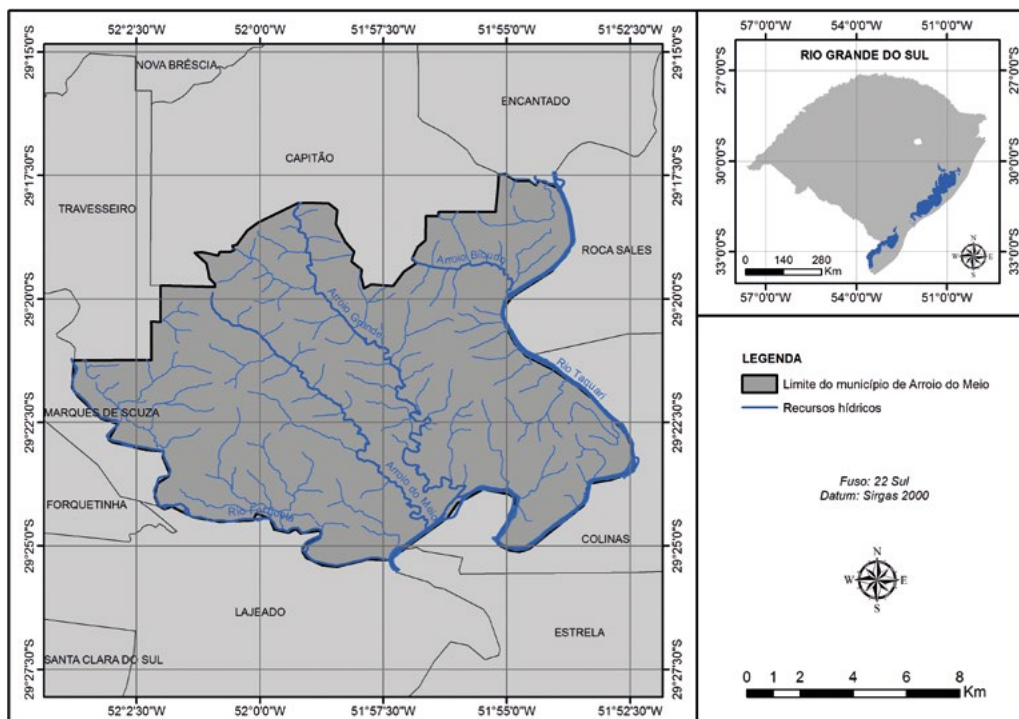 52°2'30"W
52°0'0"W
51°57'30"W
51°55'0"W
51°52'30"W
29°15'0"S
29°17'30"S
29°20'0"S
29°22'30"S
29°25'0"S
29°27'30"S
NOVA BRÉSCIA
ENCANTADO
CAPITÃO
TRAVESSEIRO
ROCA SALES
Arroio Bicudo
Arroio Grande
Rio Taquari
MARQUES DE SOUZA
Arroio do Meio
FORQUETINHA
Rio Forqueta
COLINAS
LAJEADO
ESTRELA
SANTA CLARA DO SUL
29°15'0"S
29°17'30"S
29°20'0"S
29°22'30"S
29°25'0"S
29°27'30"S
52°2'30"W
52°0'0"W
51°57'30"W
51°55'0"W
51°52'30"W
57°0'0"W
54°0'0"W
51°0'0"W
RIO GRANDE DO SUL
27°0'0"S
30°0'0"S
33°0'0"S
27°0'0"S
30°0'0"S
33°0'0"S
0 140 280
Km
N
W E
S
57°0'0"W
54°0'0"W
51°0'0"W
LEGENDA
Limite do município de Arroio do Meio
Recursos hídricos
Fuso: 22 Sul
Datum: Sirgas 2000
N
W E
S
0 1 2 4 6 8
Km